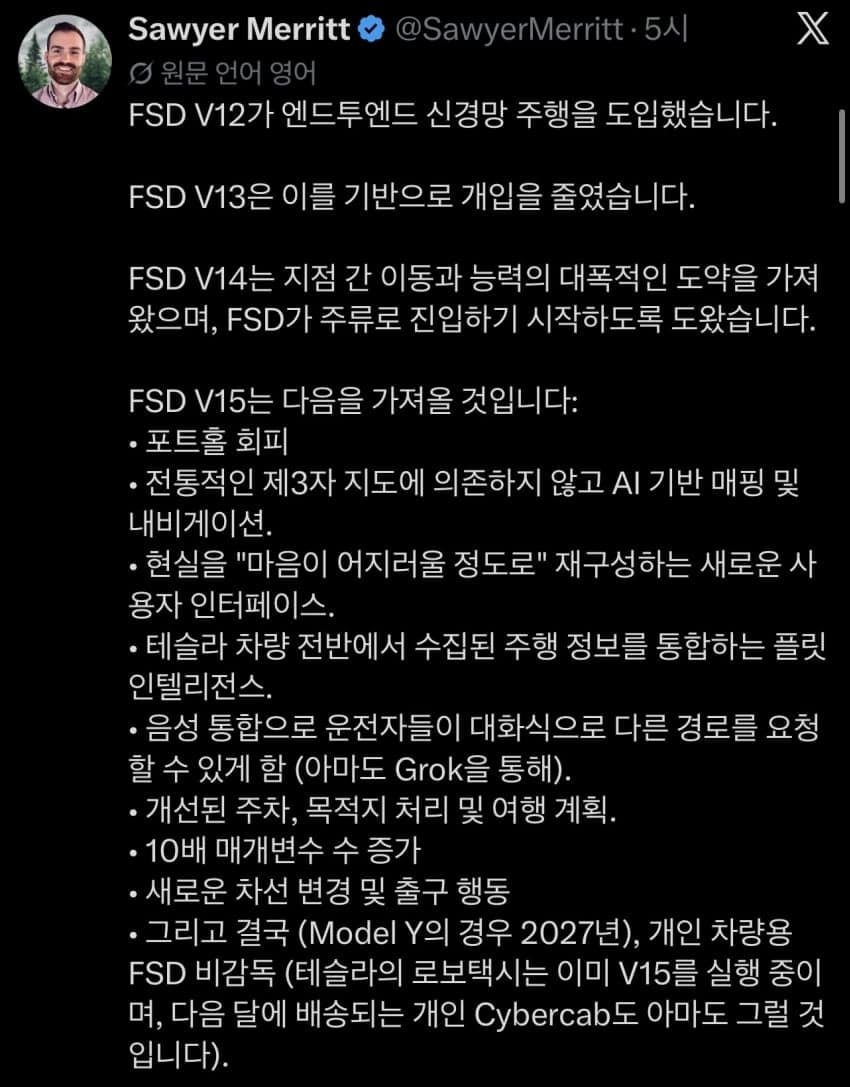 Sawyer Merritt @SawyerMerritt · 5시
원문 언어 영어
FSD V12가 엔드투엔드 신경망 주행을 도입했습니다.
FSD V13은 이를 기반으로 개입을 줄였습니다.
FSD V14는 지점 간 이동과 능력의 대폭적인 도약을 가져
왔으며, FSD가 주류로 진입하기 시작하도록 도왔습니다.
FSD V15는 다음을 가져올 것입니다:
• 포트홀 회피
• 전통적인 제3자 지도에 의존하지 않고 AI 기반 매핑 및
내비게이션.
• 현실을 "마음이 어지러울 정도로" 재구성하는 새로운 사
용자 인터페이스.
• 테슬라 차량 전반에서 수집된 주행 정보를 통합하는 플릿
인텔리전스.
• 음성 통합으로 운전자들이 대화식으로 다른 경로를 요청
할 수 있게 함 (아마도 Grok을 통해).
• 개선된 주차, 목적지 처리 및 여행 계획.
• 10배 매개변수 수 증가
• 새로운 차선 변경 및 출구 행동
• 그리고 결국 (Model Y의 경우 2027년), 개인 차량용
FSD 비감독 (테슬라의 로보택시는 이미 V15를 실행 중이
며, 다음 달에 배송되는 개인 Cybercab도 아마도 그럴 것
입니다).